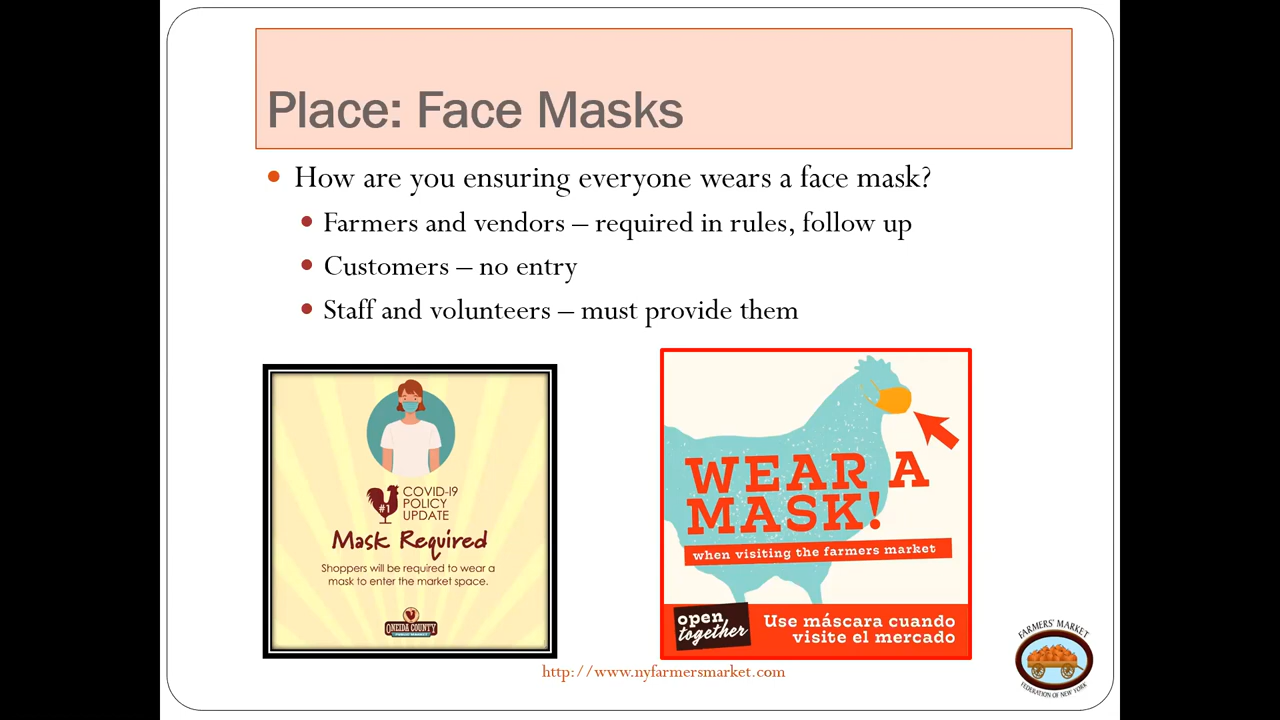 Place: Face Masks
How are you ensuring everyone wears a face mask?
Farmers and vendors – required in rules, follow up
Customers – no entry
Staff and volunteers – must provide them
#1
COVID-19
POLICY
UPDATE
Mask Required
Shoppers will be required to wear a
mask to enter the market space.
ONEIDA COUNTY
WEAR A
MASK!
when visiting the farmers market
open,
together
Use máscara cuando
visite el mercado
http://www.nyfarmersmarket.com
FARMERS' MARKET
FEDERATION OF NEW YORK